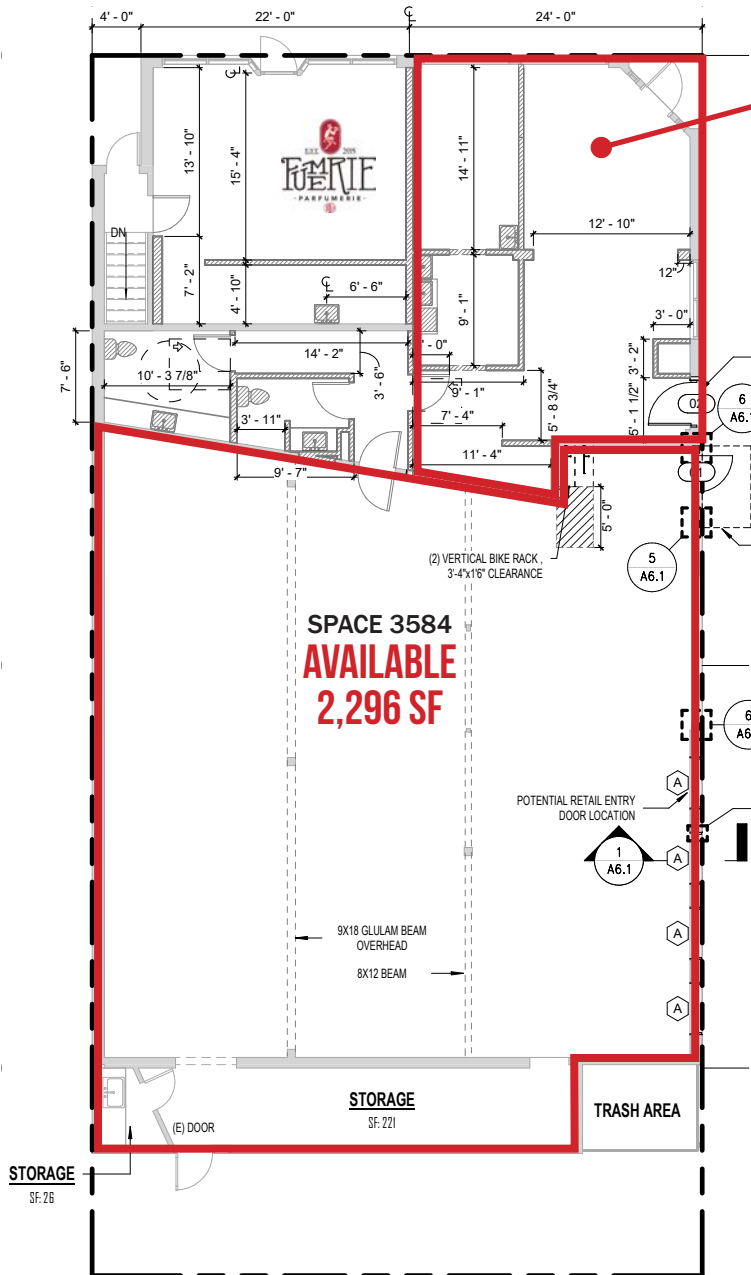 4' - 0"
22' - 0"
24' - 0"
℄
℄
13' - 10"
15' - 4"
EST. 2015
FUMERIE
- PARFUMERIE -
14' - 11"
12' - 10"
DN
12"
7' - 2"
4' - 10"
℄
6' - 6"
9' - 1"
3' - 0"
3' - 2"
7' - 6"
14' - 2"
10' - 3 7/8"
3' - 6"
9' - 1"
5' - 1 1/2"
6
A6.1
3' - 11"
7' - 4"
5' - 8 3/4"
11' - 4"
9' - 7"
01
5' - 0"
(2) VERTICAL BIKE RACK ,
3'-4"x1'6" CLEARANCE
5
A6.1
SPACE 3584
AVAILABLE
2,296 SF
6
A
POTENTIAL RETAIL ENTRY
DOOR LOCATION
1
A6.1
A
A
9X18 GLULAM BEAM
OVERHEAD
8X12 BEAM
A
STORAGE
SF: 221
TRASH AREA
(E) DOOR
STORAGE
SF: 26